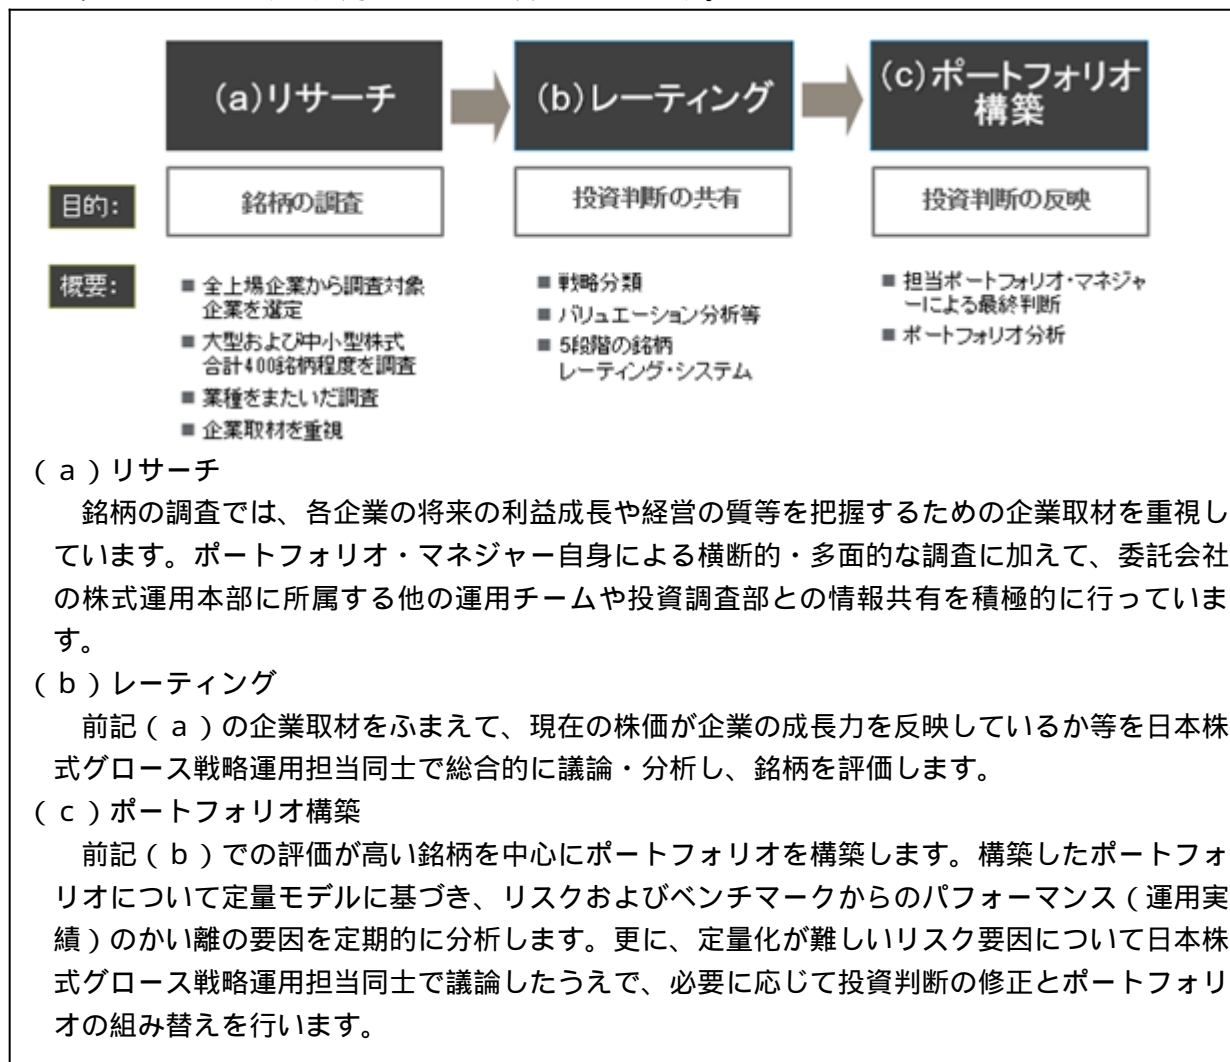 (a)リサーチ
(b)レーティング
(c)ポートフォリオ
構築
目的:
銘柄の調査
投資判断の共有
投資判断の反映
概要:
■ 全上場企業から調査対象
企業を選定
■ 大型および中小型株式
合計400銘柄程度を調査
■ 業種をまたいだ調査
■ 企業取材を重視
■ 戦略分類
■ バリュエーション分析等
■ 5段階の銘柄
レーティング・システム
■ 担当ポートフォリオ・マネジャ
ーによる最終判断
■ ポートフォリオ分析
(a)リサーチ
銘柄の調査では、各企業の将来の利益成長や経営の質等を把握するための企業取材を重視し
ています。ポートフォリオ・マネジャー自身による横断的・多面的な調査に加えて、委託会社
の株式運用本部に所属する他の運用チームや投資調査部との情報共有を積極的に行っていま
す。
(b)レーティング
前記(a)の企業取材をふまえて、現在の株価が企業の成長力を反映しているか等を日本株
式グロース戦略運用担当同士で総合的に議論・分析し、銘柄を評価します。
(c)ポートフォリオ構築
前記(b)での評価が高い銘柄を中心にポートフォリオを構築します。構築したポートフォ
リオについて定量モデルに基づき、リスクおよびベンチマークからのパフォーマンス(運用実
績)のかい離の要因を定期的に分析します。更に、定量化が難しいリスク要因について日本株
式グロース戦略運用担当同士で議論したうえで、必要に応じて投資判断の修正とポートフォリ
オの組み替えを行います。